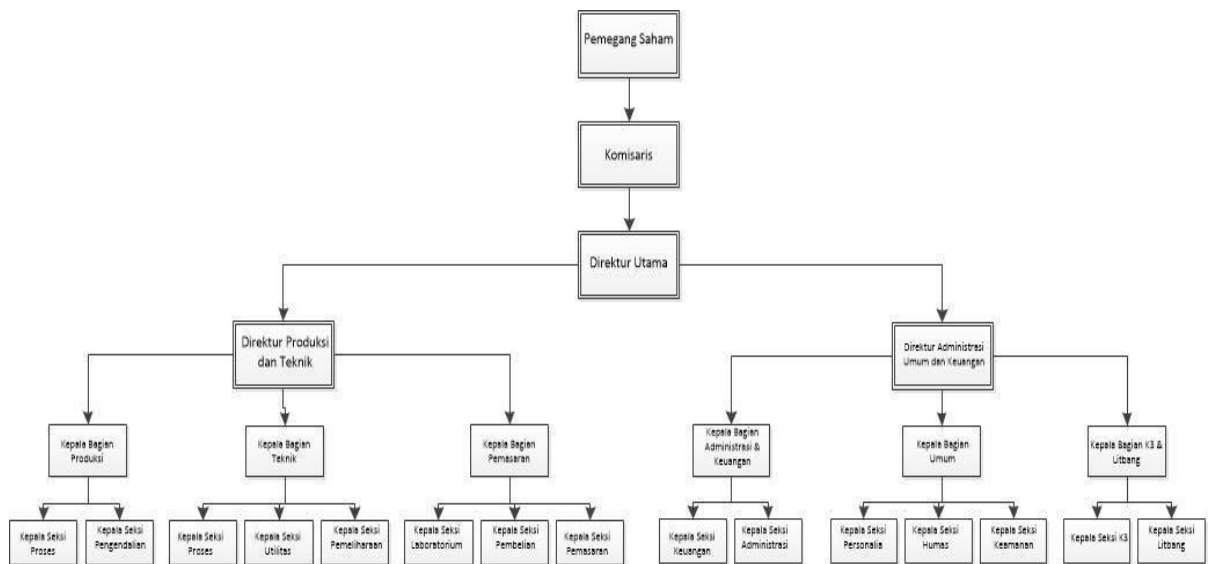 Pemegang Saham
Komisaris
Direktur Utama
Direktur Produksi
dan Teknik
Direktur Administrasi
Umum dan Keuangan
Kepala Bagian
Produksi
Kepala Bagian
Teknik
Kepala Bagian
Pemasaran
Kepala Bagian
Administrasi &
Keuangan
Kepala Bagian
Umum
Kepala Bagian K3 &
Litbang
Kepala Seksi
Proses
Kepala Seksi
Pengendalian
Kepala Seksi
Proses
Kepala Seksi
Utilitas
Kepala Seksi
Pemeliharaan
Kepala Seksi
Laboratorium
Kepala Seksi
Pembelian
Kepala Seksi
Pemasaran
Kepala Seksi
Keuangan
Kepala Seksi
Administrasi
Kepala Seksi
Personalia
Kepala Seksi
Humas
Kepala Seksi
Keamanan
Kepala Seksi K3
Kepala Seksi
Litbang